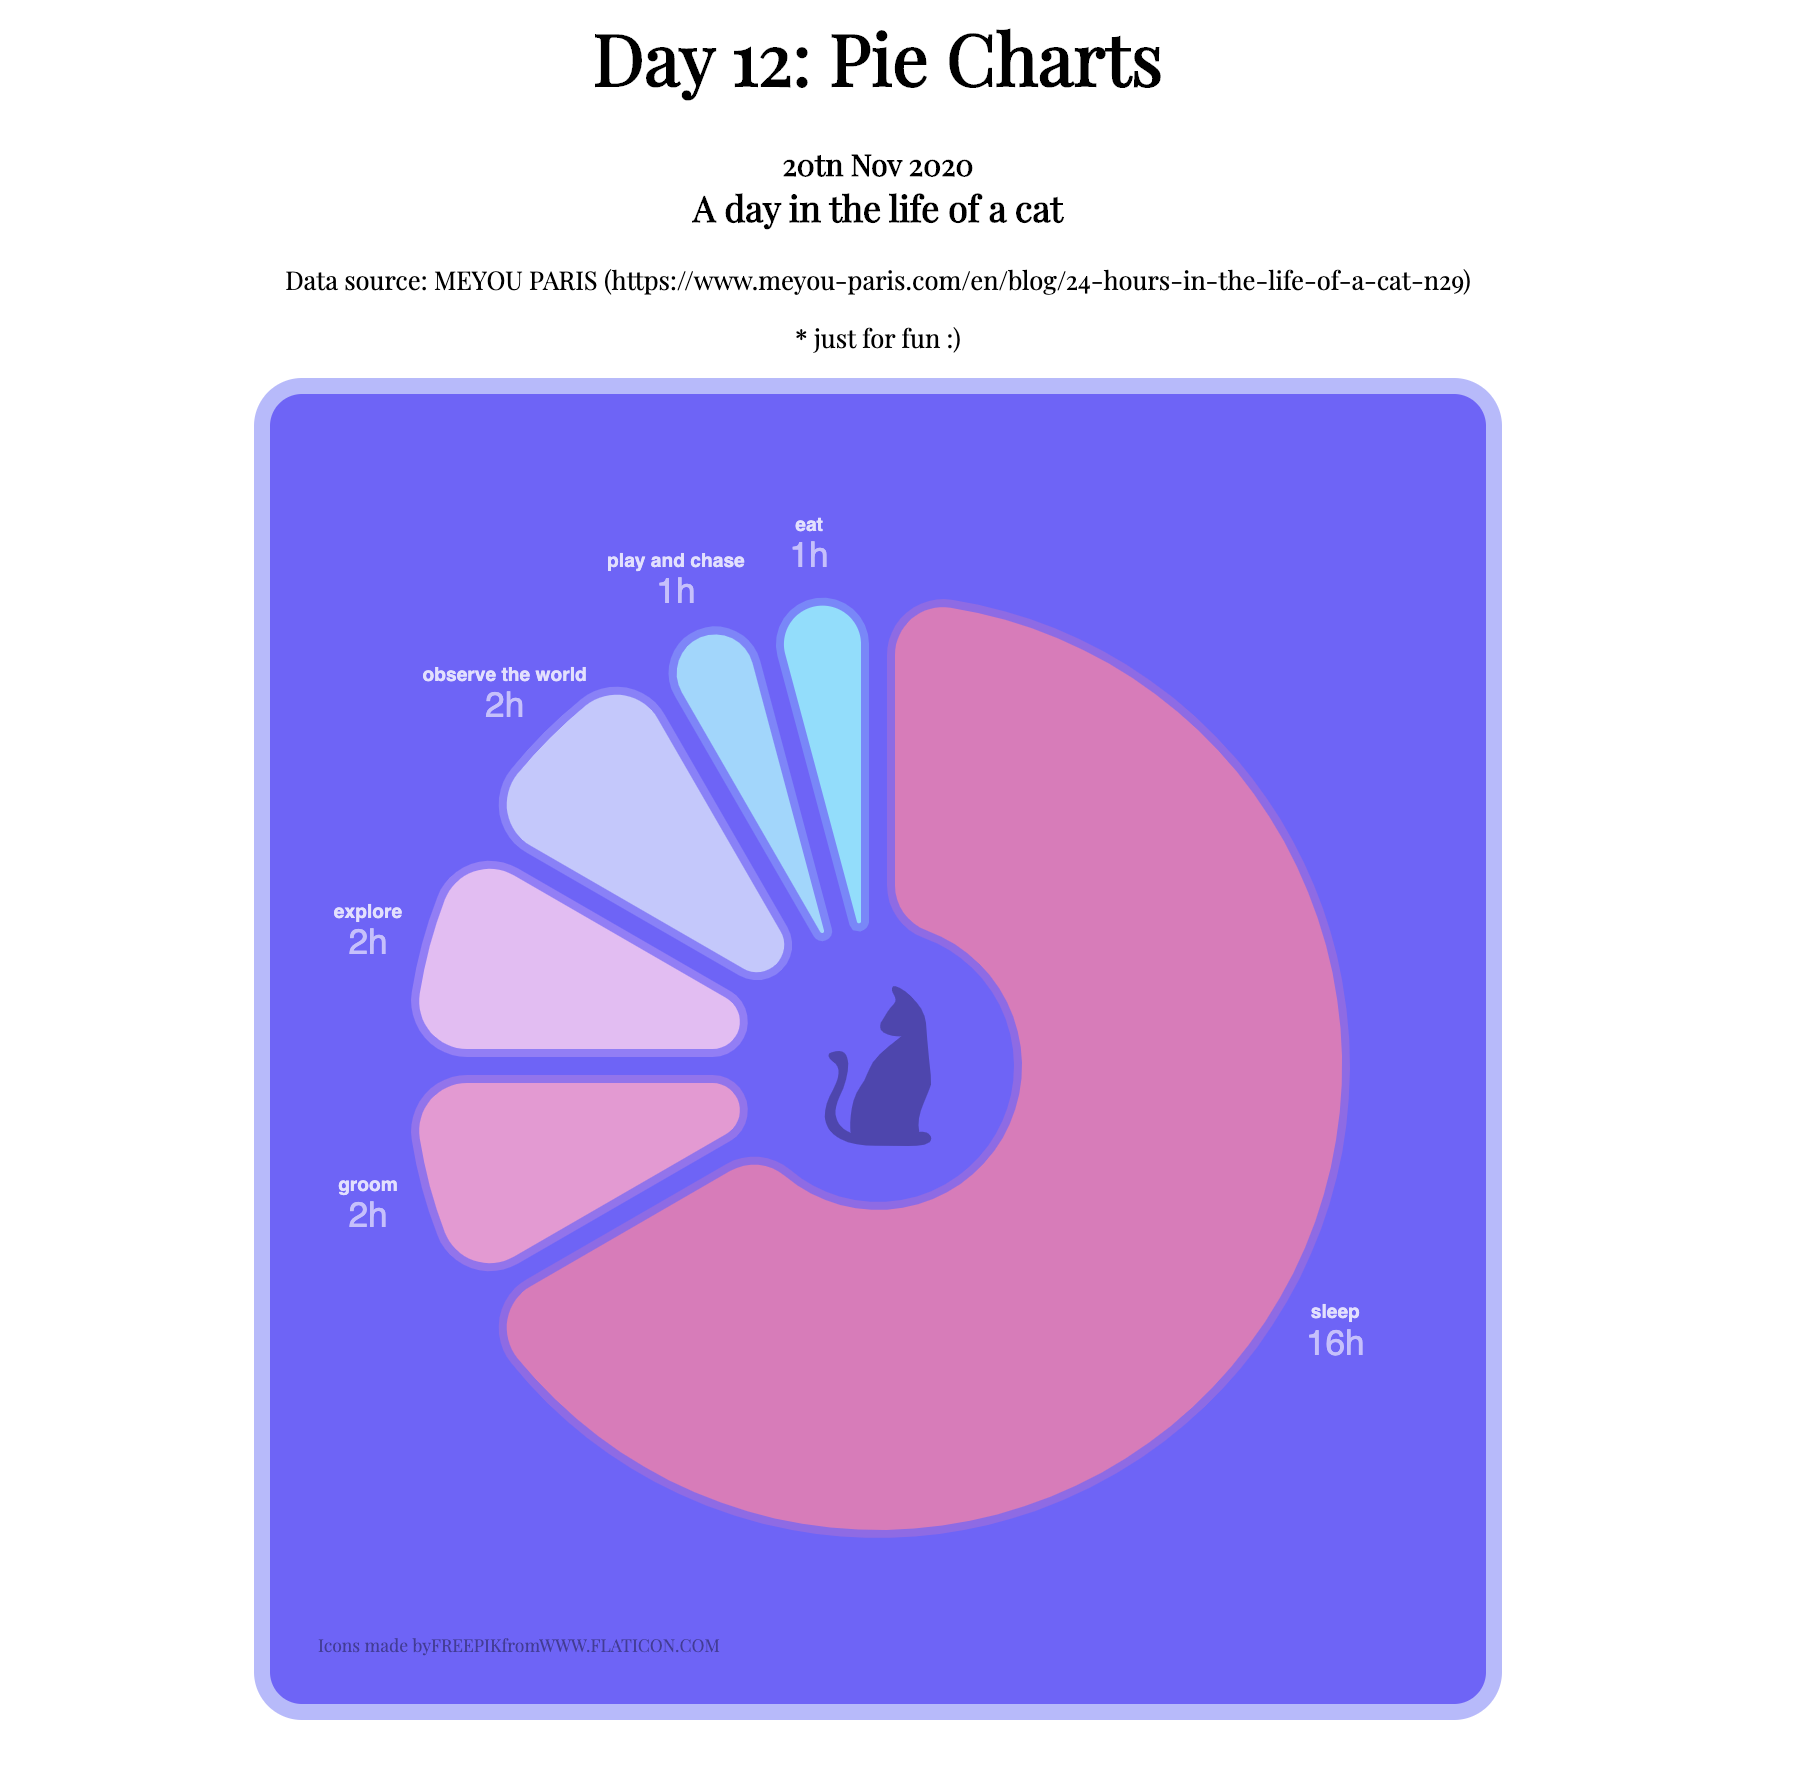 Day 12: Pie Charts
20tn Nov 2020
A day in the life of a cat
Data source: MEYOU PARIS (https://www.meyou-paris.com/en/blog/24-hours-in-the-life-of-a-cat-n29)
* just for fun :)
eat
1h
play and chase
1h
observe the world
2h
explore
2h
groom
2h
sleep
16h
Icons made byFREEPIKfromWWW.FLATICON.COM